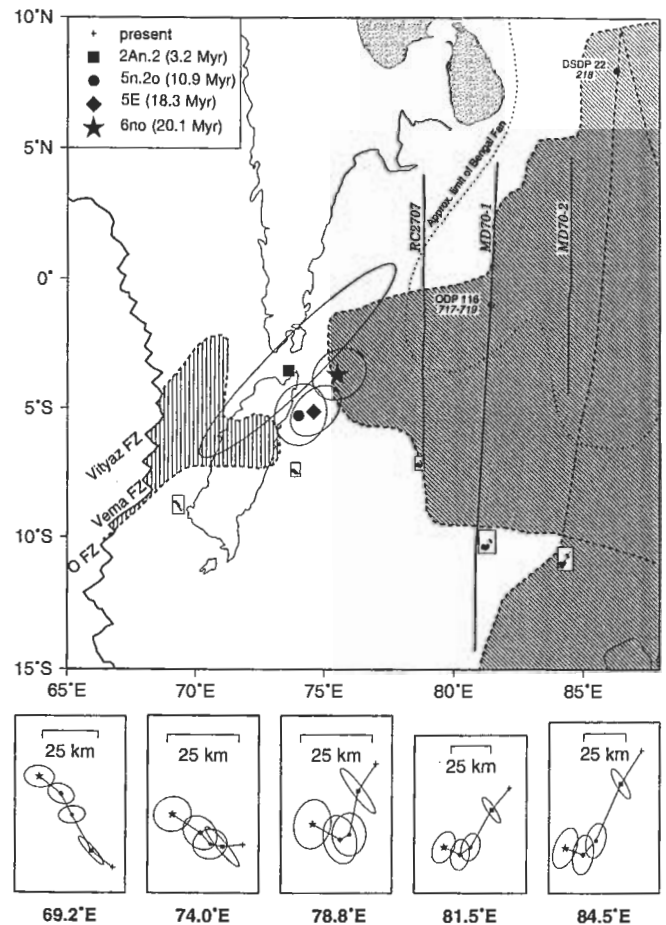 10°N
5°N
0°
5°S
10°S
15°S
present
2An.2 (3.2 Myr)
5n.2o (10.9 Myr)
5E (18.3 Myr)
6no (20.1 Myr)
DSDP 22
218
Approx. limit of Bengal Fan
RC2707
MD70-1
MD70-2
ODP 116
717-719
Vityaz FZ
Vema FZ
O FZ
65°E 70°E 75°E 80°E 85°E
25 km 25 km 25 km 25 km 25 km
69.2°E 74.0°E 78.8°E 81.5°E 84.5°E